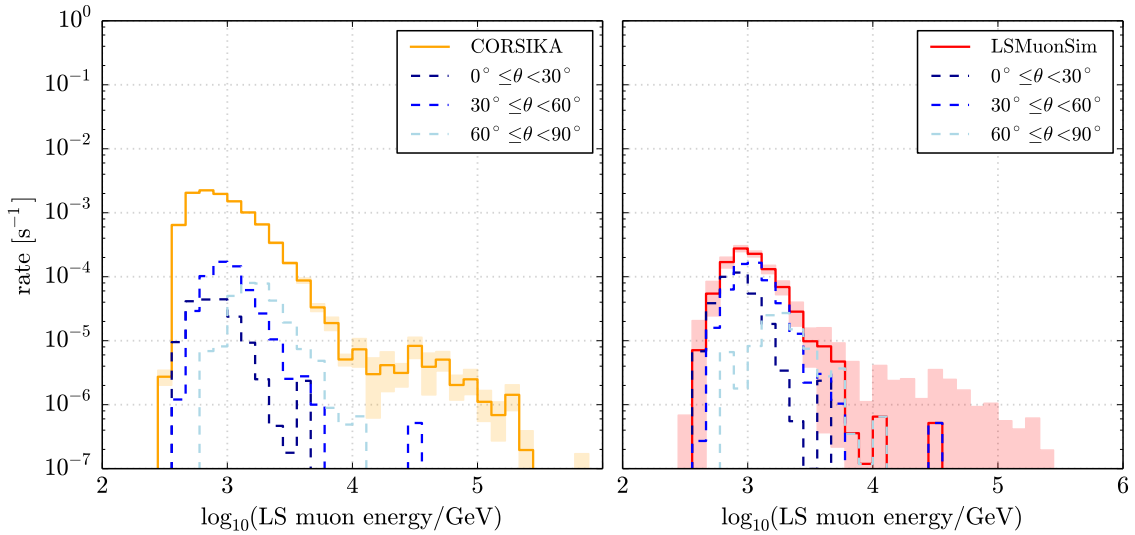 10⁰
10⁻¹
10⁻²
10⁻³
10⁻⁴
10⁻⁵
10⁻⁶
10⁻⁷
rate [s⁻¹]
CORSIKA
0° ≤θ<30°
30° ≤θ<60°
60° ≤θ<90°
2 3 4 5
log₁₀(LS muon energy/GeV)
LSMuonSim
0° ≤θ<30°
30° ≤θ<60°
60° ≤θ<90°
2 3 4 5 6
log₁₀(LS muon energy/GeV)